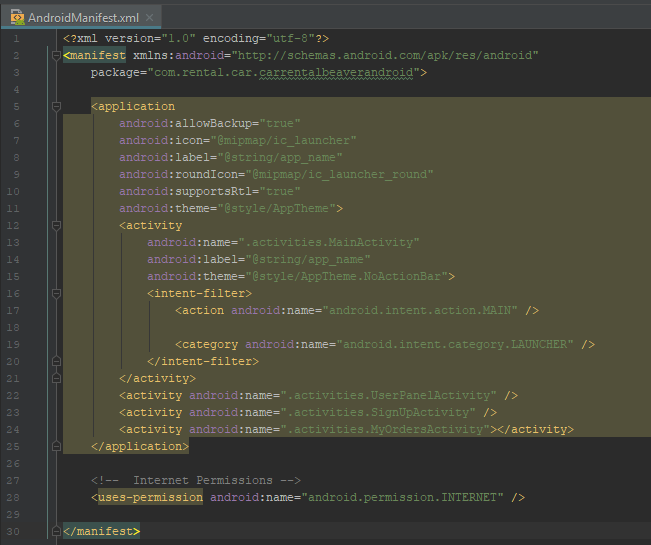 AndroidManifest.xml
1 <?xml version="1.0" encoding="utf-8"?>
2 <manifest xmlns:android="http://schemas.android.com/apk/res/android"
3 package="com.rental.car.carrentalbeaverandroid">
4
5 <application
6 android:allowBackup="true"
7 android:icon="@mipmap/ic_launcher"
8 android:label="@string/app_name"
9 android:roundIcon="@mipmap/ic_launcher_round"
10 android:supportsRtl="true"
11 android:theme="@style/AppTheme">
12 <activity
13 android:name=".activities.MainActivity"
14 android:label="@string/app_name"
15 android:theme="@style/AppTheme.NoActionBar">
16 <intent-filter>
17 <action android:name="android.intent.action.MAIN" />
18
19 <category android:name="android.intent.category.LAUNCHER" />
20 </intent-filter>
21 </activity>
22 <activity android:name=".activities.UserPanelActivity" />
23 <activity android:name=".activities.SignUpActivity" />
24 <activity android:name=".activities.MyOrdersActivity"></activity>
25 </application>
26
27 <!--  Internet Permissions -->
28 <uses-permission android:name="android.permission.INTERNET" />
29
30 </manifest>